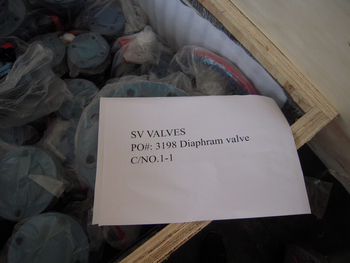 SV VALVES
PO#: 3198 Diaphram valve
C/NO.1-1